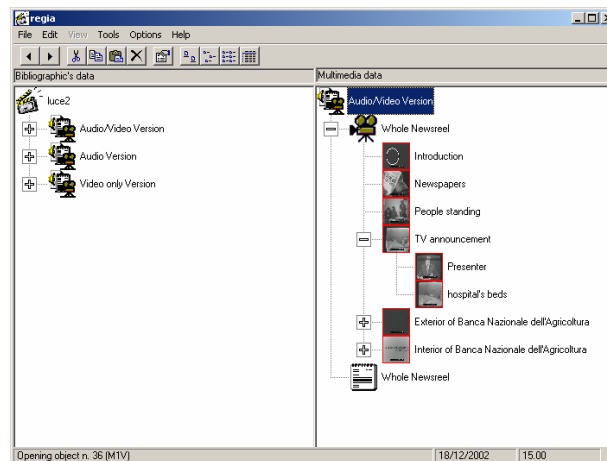 regia
File Edit View Tools Options Help
Bibliographic's data
Multimedia data
luce2
Audio/Video Version
Audio Version
Video only Version
Audio/Video Version
Whole Newsreel
Introduction
Newspapers
People standing
TV announcement
Presenter
hospital's beds
Exterior of Banca Nazionale dell'Agricoltura
Interior of Banca Nazionale dell'Agricoltura
Whole Newsreel
Opening object n. 36 (M1V)
18/12/2002
15.00